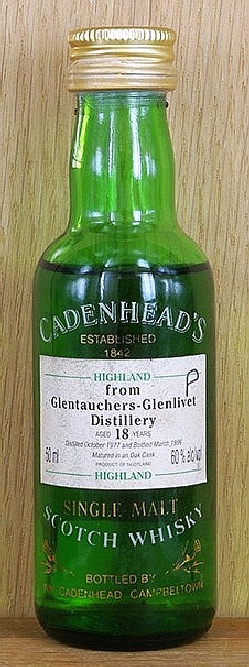 CADENHEAD'S
ESTABLISHED
1842
HIGHLAND
P
from
Glentauchers-Glenlivet
Distillery
AGED 18 YEARS
Distilled October 1977 and Bottled March 1996
50 ml Matured in an Oak Cask 60% alc/vol
PRODUCT OF SCOTLAND
HIGHLAND
SINGLE MALT
SCOTCH WHISKY
BOTTLED BY
WM. CADENHEAD CAMPBELTOWN